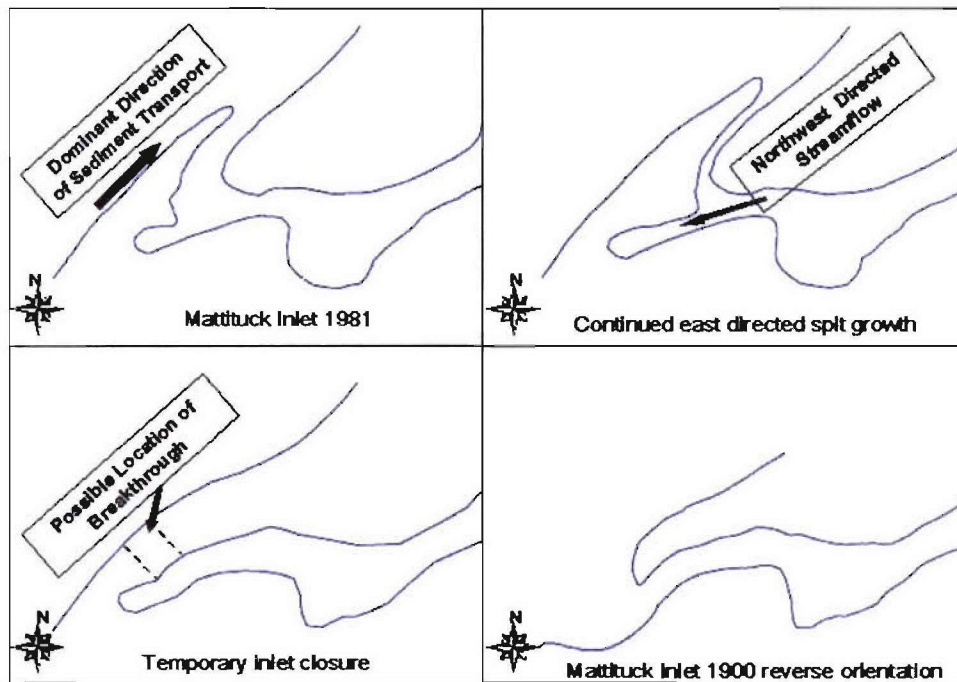 Dominant Direction
of Sediment Transport
N
Mattituck Inlet 1981
Northwest Directed
Streamflow
N
Continued east directed spit growth
Possible Location of
Breakthrough
N
Temporary inlet closure
N
Mattituck Inlet 1900 reverse orientation